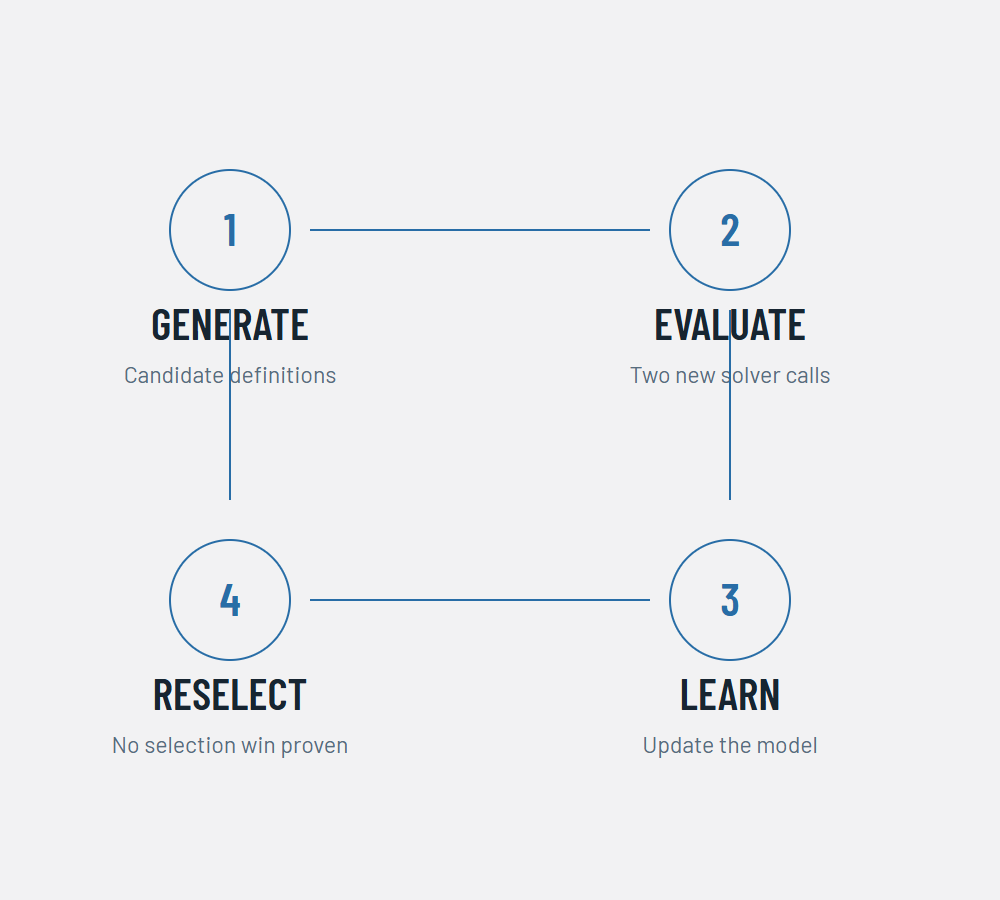 1
2
GENERATE
EVALUATE
Candidate definitions
Two new solver calls
4
3
RESELECT
LEARN
No selection win proven
Update the model